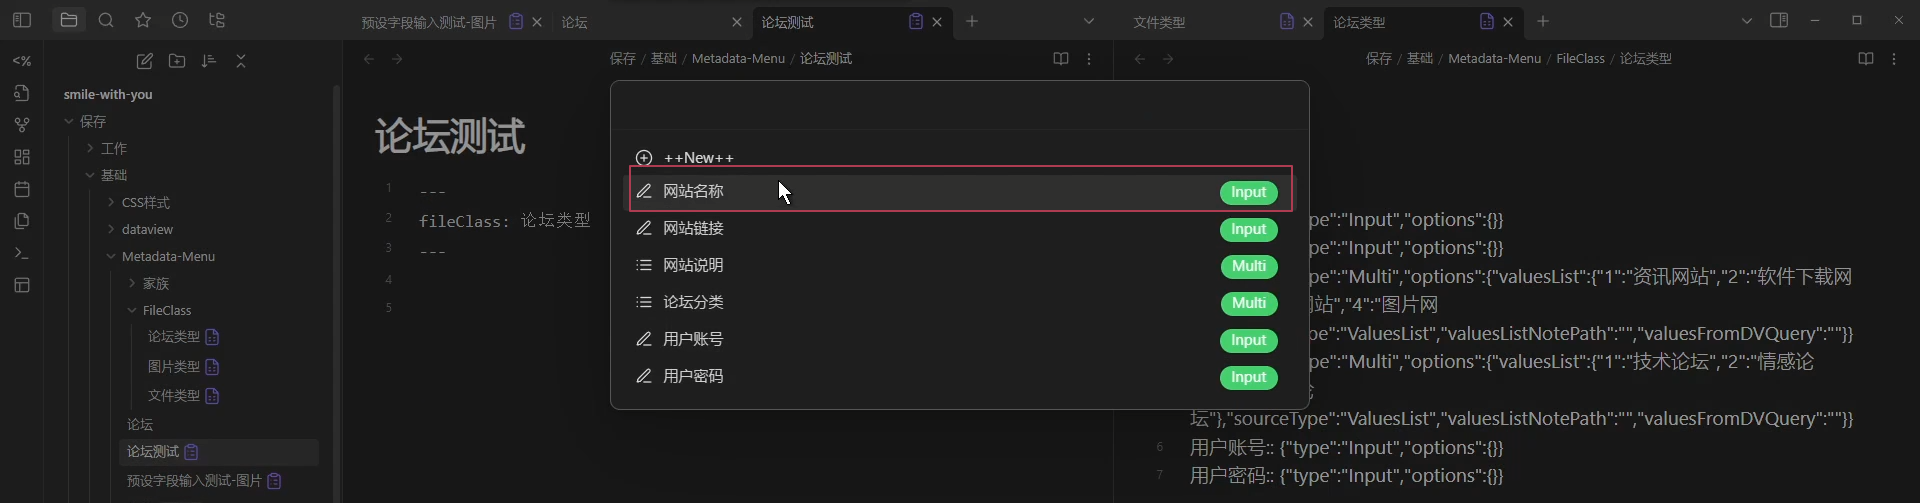 预设字段输入测试-图片
论坛
论坛测试
文件类型
论坛类型
<%
保存 / 基础 / Metadata-Menu / 论坛测试
保存 / 基础 / Metadata-Menu / FileClass / 论坛类型
smile-with-you
保存
工作
基础
CSS样式
dataview
Metadata-Menu
家族
FileClass
论坛类型
图片类型
文件类型
论坛
论坛测试
预设字段输入测试-图片
论坛测试
1 ---
2 fileClass: 论坛类型
3 ---
4
5
++New++
网站名称 Input
网站链接 Input
网站说明 Multi
论坛分类 Multi
用户账号 Input
用户密码 Input
pe":"Input","options":{}}
pe":"Input","options":{}}
pe":"Multi","options":{"valuesList":{"1":"资讯网站","2":"软件下载网
站","4":"图片网
pe":"ValuesList","valuesListNotePath":"","valuesFromDVQuery":""}}
pe":"Multi","options":{"valuesList":{"1":"技术论坛","2":"情感论
坛"},"sourceType":"ValuesList","valuesListNotePath":"","valuesFromDVQuery":""}}
6 用户账号:: {"type":"Input","options":{}}
7 用户密码:: {"type":"Input","options":{}}